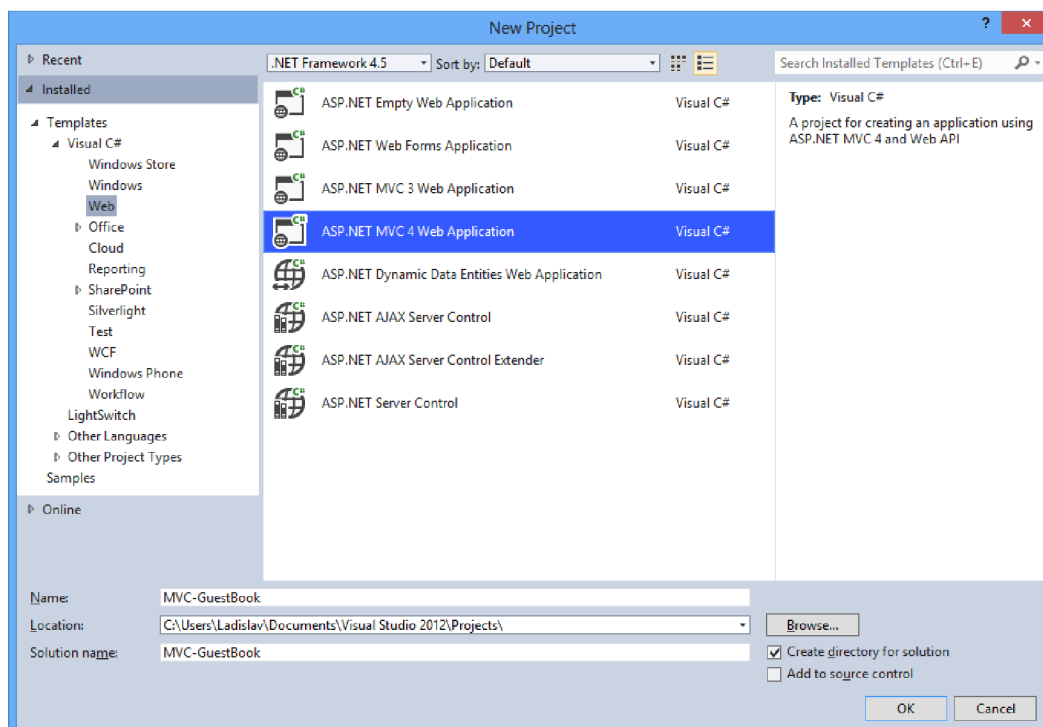 New Project
?
Recent
Installed
Templates
Visual C#
Windows Store
Windows
Web
Office
Cloud
Reporting
SharePoint
Silverlight
Test
WCF
Windows Phone
Workflow
LightSwitch
Other Languages
Other Project Types
Samples
Online
.NET Framework 4.5 Sort by: Default
ASP.NET Empty Web Application Visual C#
ASP.NET Web Forms Application Visual C#
ASP.NET MVC 3 Web Application Visual C#
ASP.NET MVC 4 Web Application Visual C#
ASP.NET Dynamic Data Entities Web Application Visual C#
ASP.NET AJAX Server Control Visual C#
ASP.NET AJAX Server Control Extender Visual C#
ASP.NET Server Control Visual C#
Search Installed Templates (Ctrl+E)
Type: Visual C#
A project for creating an application using
ASP.NET MVC 4 and Web API
Name: MVC-GuestBook
Location: C:\Users\Ladislav\Documents\Visual Studio 2012\Projects\
Browse...
Solution name: MVC-GuestBook
Create directory for solution
Add to source control
OK Cancel